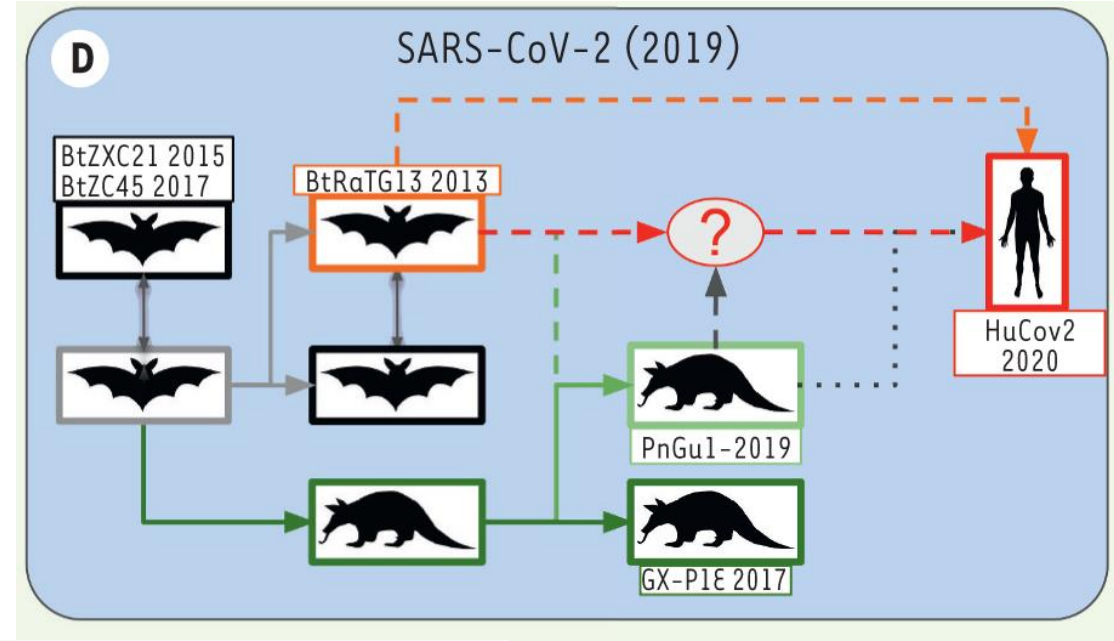 D
SARS-CoV-2 (2019)
BtZXC21 2015
BtZC45 2017
BtRaTG13 2013
?
HuCov2
2020
PnGu1-2019
GX-P1E 2017